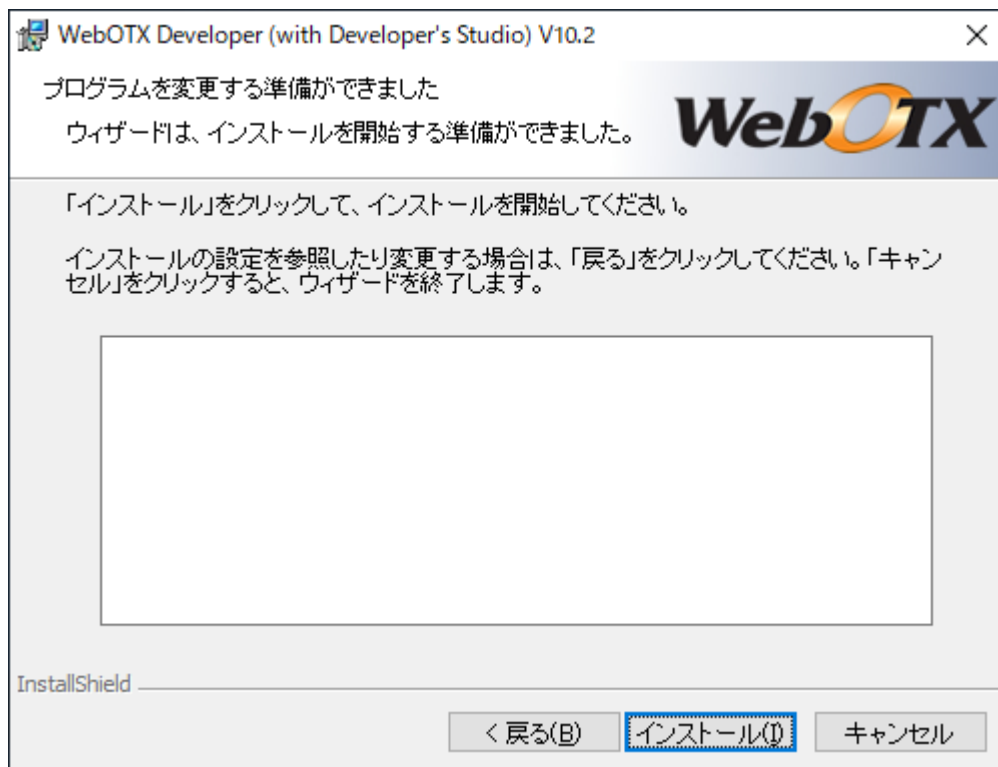 WebOTX Developer (with Developer's Studio) V10.2
プログラムを変更する準備ができました
ウィザードは、インストールを開始する準備ができました。
WebOTX
「インストール」をクリックして、インストールを開始してください。
インストールの設定を参照したり変更する場合は、「戻る」をクリックしてください。「キャン
セル」をクリックすると、ウィザードを終了します。
InstallShield
< 戻る(B)
インストール(I)
キャンセル